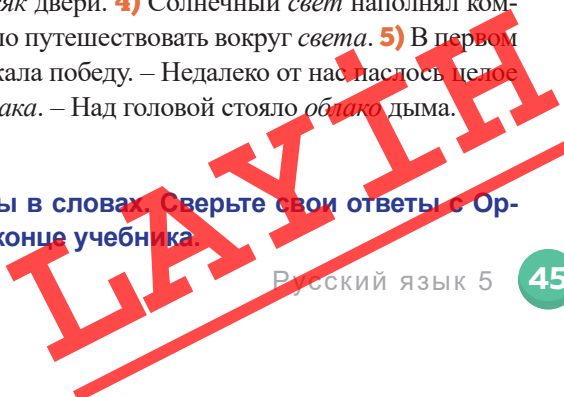 як двери. 4) Солнечный свет наполнял ком-
ло путешествовать вокруг света. 5) В первом
кала победу. – Недалеко от нас паслось целое
ака. – Над головой стояло облако дыма.
ы в словах. Сверьте свои ответы с Ор-
конце учебника.
Русский язык 5 45
LAYİH